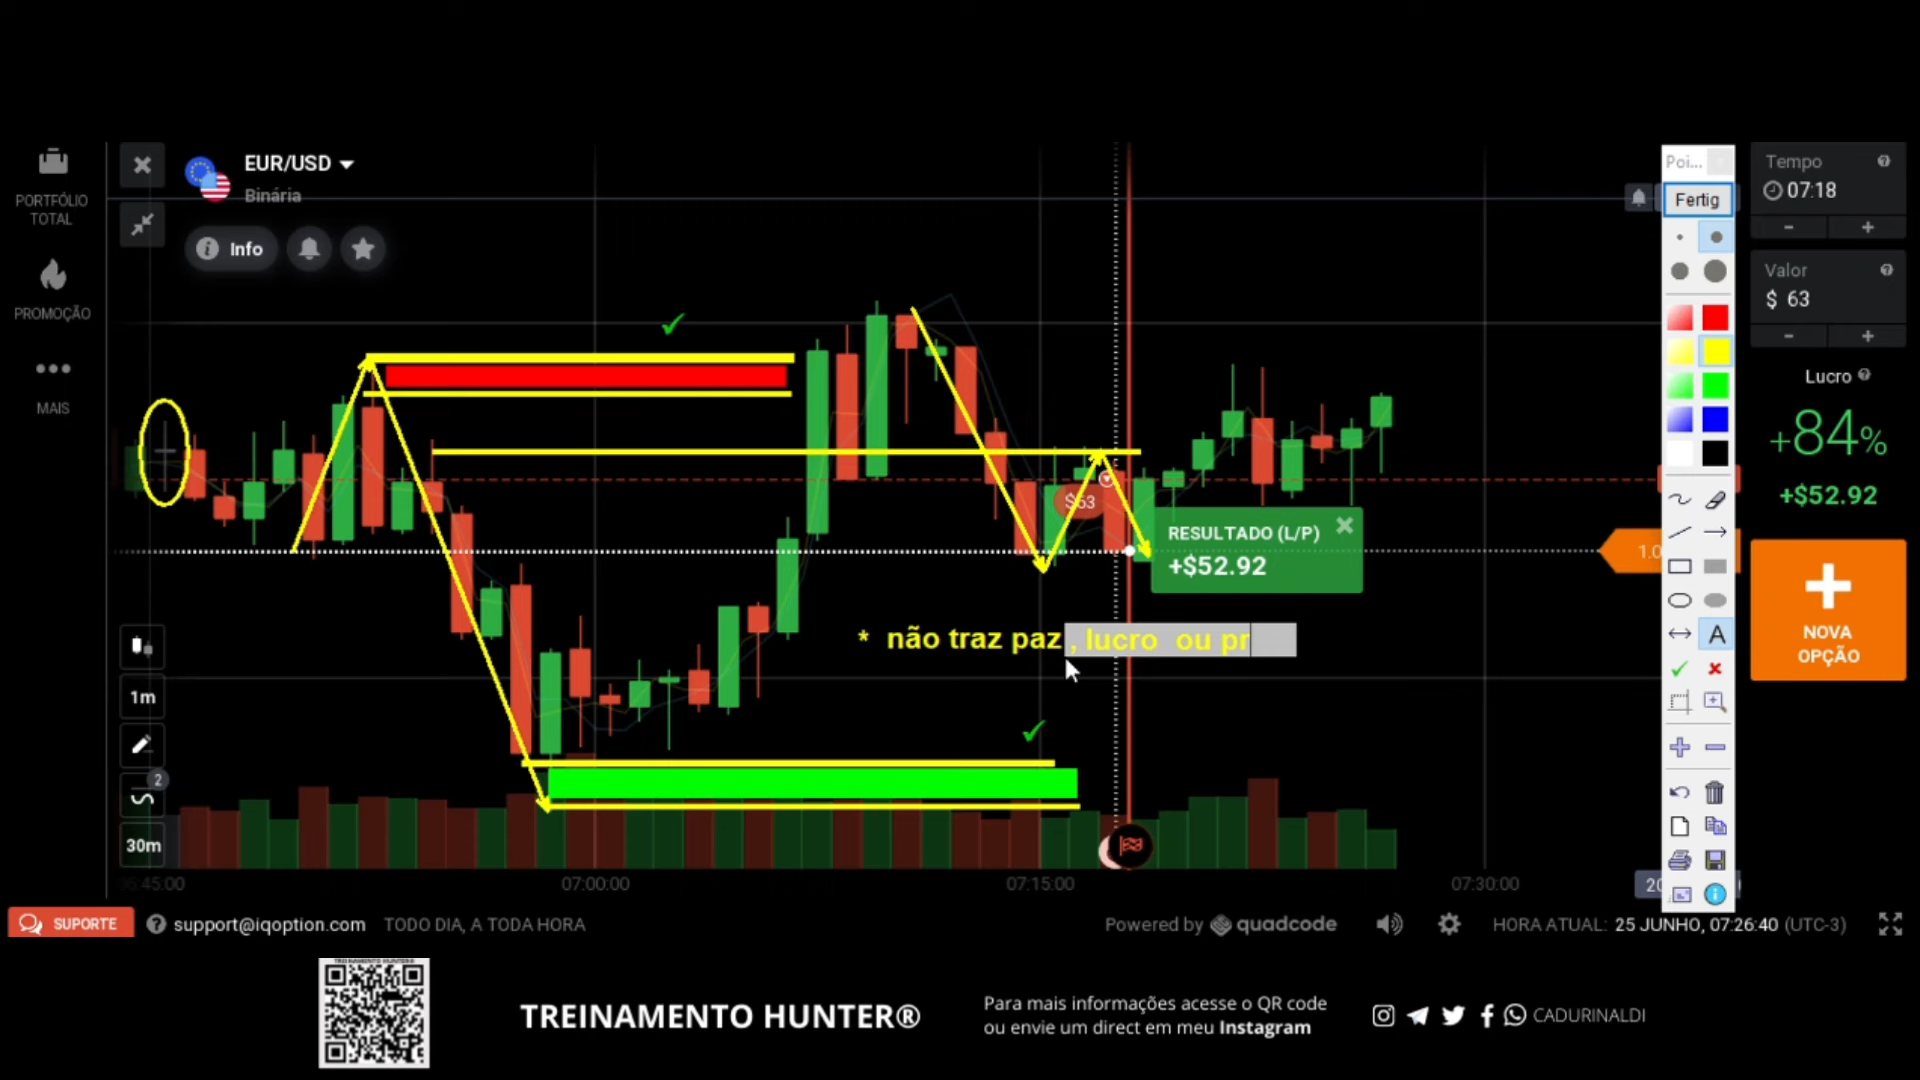 PORTFÓLIO
TOTAL
PROMOÇÃO
MAIS
EUR/USD
Binária
Info
$63
RESULTADO (L/P)
+$52.92
* não traz paz , lucro ou pr
1m
2
30m
07:00:00
07:15:00
07:30:00
Poi...
Fertig
A
Tempo
07:18
Valor
$ 63
Lucro
+84%
+$52.92
NOVA
OPÇÃO
SUPORTE
support@iqoption.com
TODO DIA, A TODA HORA
Powered by quadcode
HORA ATUAL: 25 JUNHO, 07:26:40 (UTC-3)
TREINAMENTO HUNTER®
TREINAMENTO HUNTER®
Para mais informações acesse o QR code
ou envie um direct em meu Instagram
CADURINALDI